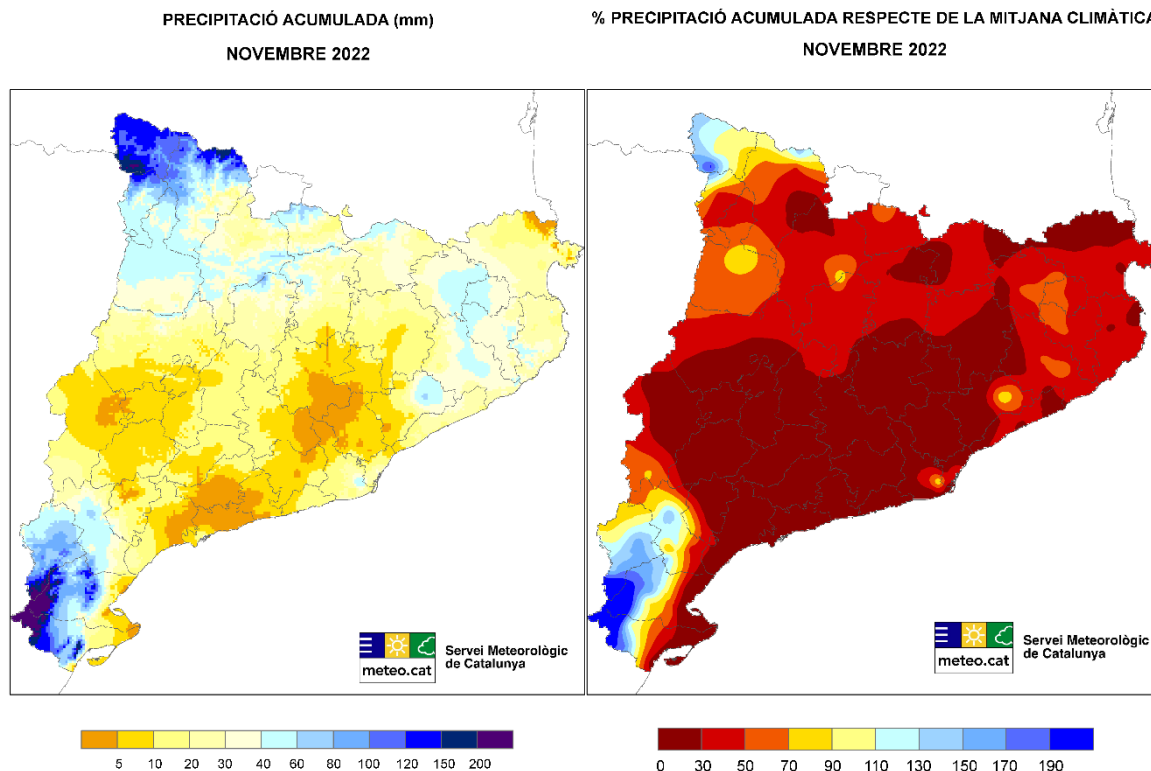 PRECIPITACIÓ ACUMULADA (mm)
NOVEMBRE 2022
% PRECIPITACIÓ ACUMULADA RESPECTE DE LA MITJANA CLIMÀTICA
NOVEMBRE 2022
meteo.cat
Servei Meteorològic
de Catalunya
meteo.cat
Servei Meteorològic
de Catalunya
5 10 20 30 40 60 80 100 120 150 200
0 30 50 70 90 110 130 150 170 190